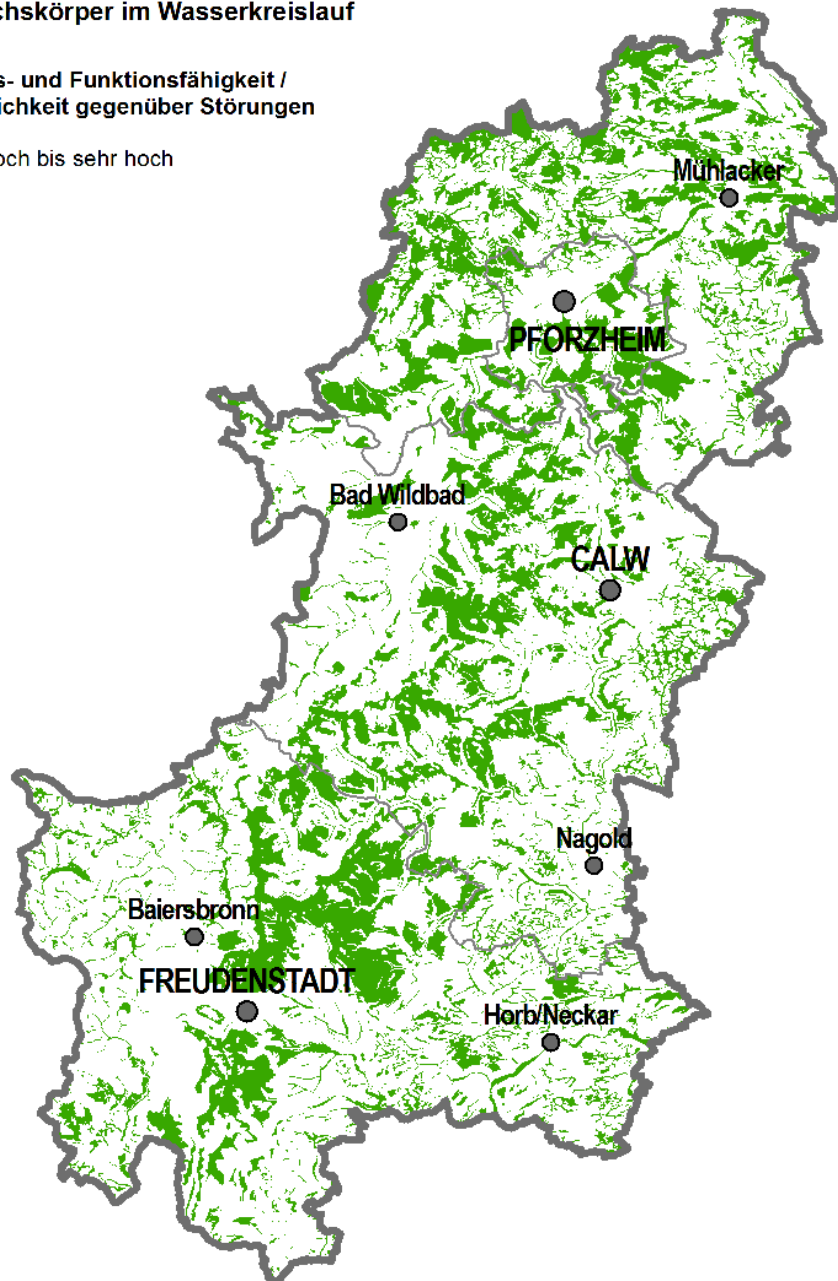 chskörper im Wasserkreislauf
s- und Funktionsfähigkeit /
lichkeit gegenüber Störungen
och bis sehr hoch
Mühlacker
PFORZHEIM
Bad Wildbad
CALW
Nagold
Baiersbronn
FREUDENSTADT
Horb/Neckar